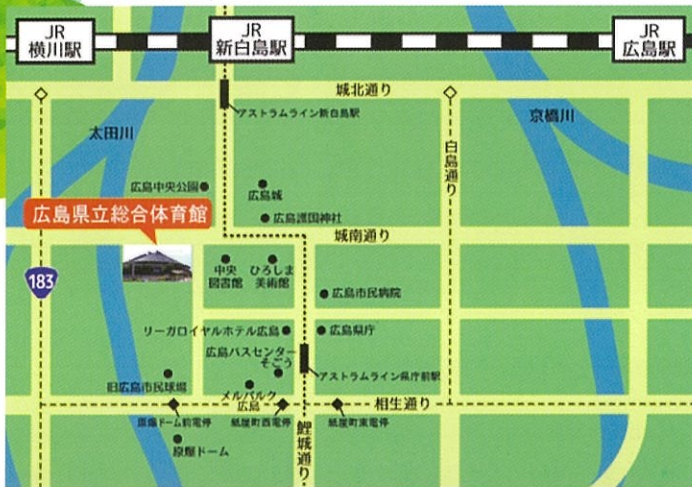 JR
横川駅
JR
新白島駅
JR
広島駅
城北通り
アストラムライン新白島駅
太田川
京橋川
白島通り
広島中央公園
広島城
広島県立総合体育館
広島護国神社
城南通り
183
中央
図書館
ひろしま
美術館
広島市民病院
リーガロイヤルホテル広島
広島県庁
広島バスセンター
そごう
アストラムライン県庁前駅
旧広島市民球場
メルパルク
広島
相生通り
原爆ドーム前電停
紙屋町西電停
紙屋町東電停
鯉城通り
原爆ドーム